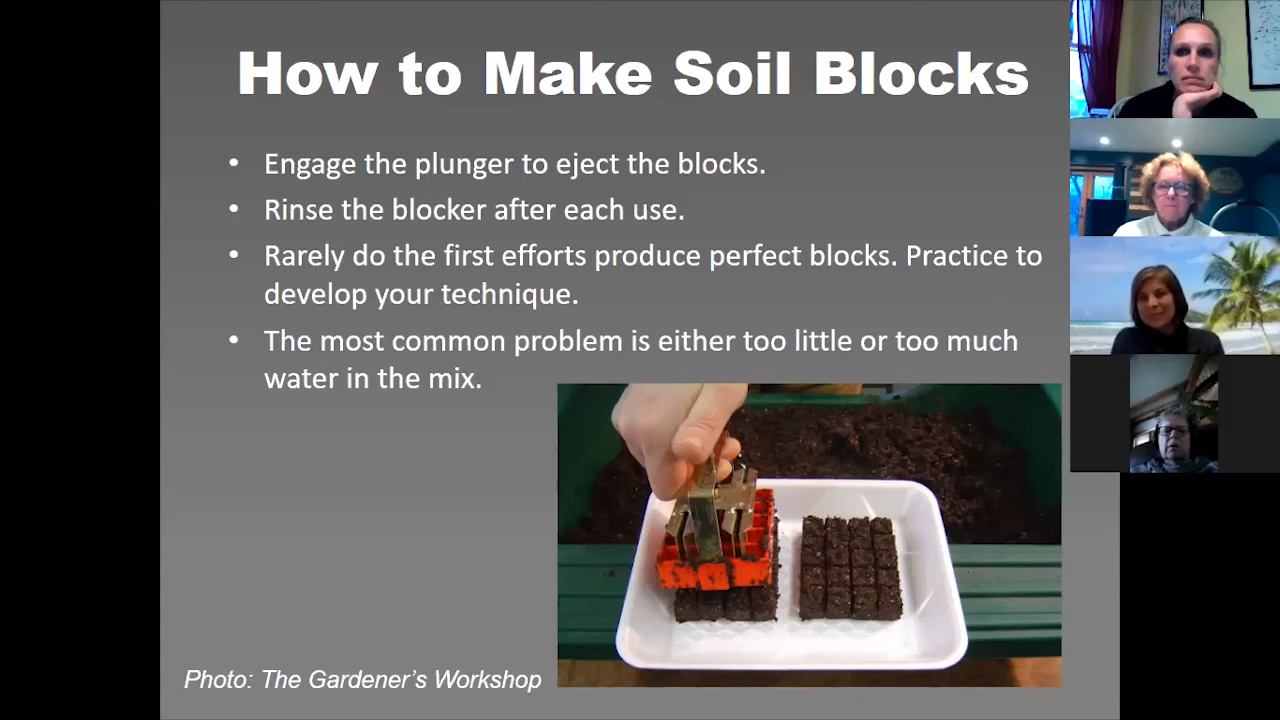 How to Make Soil Blocks
• Engage the plunger to eject the blocks.
• Rinse the blocker after each use.
• Rarely do the first efforts produce perfect blocks. Practice to
develop your technique.
• The most common problem is either too little or too much
water in the mix.
Photo: The Gardener's Workshop